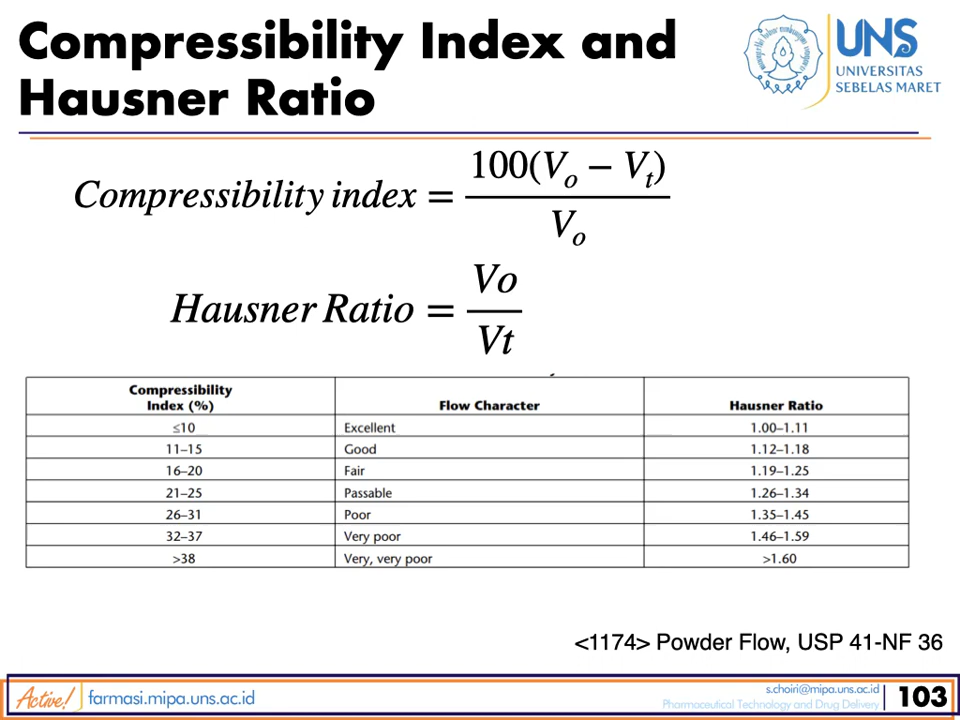 Compressibility Index and
Hausner Ratio
UNS
UNIVERSITAS
SEBELAS MARET
Compressibility index = 100(Vo − Vt) / Vo
Hausner Ratio = Vo / Vt
Compressibility Index (%) Flow Character Hausner Ratio
≤10 Excellent 1.00–1.11
11–15 Good 1.12–1.18
16–20 Fair 1.19–1.25
21–25 Passable 1.26–1.34
26–31 Poor 1.35–1.45
32–37 Very poor 1.46–1.59
>38 Very, very poor >1.60
<1174> Powder Flow, USP 41-NF 36
Active! farmasi.mipa.uns.ac.id
s.choiri@mipa.uns.ac.id
Pharmaceutical Technology and Drug Delivery
103